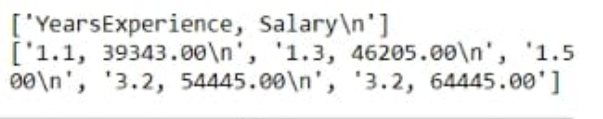 ['YearsExperience, Salary\n']
['1.1, 39343.00\n', '1.3, 46205.00\n', '1.5
00\n', '3.2, 54445.00\n', '3.2, 64445.00']